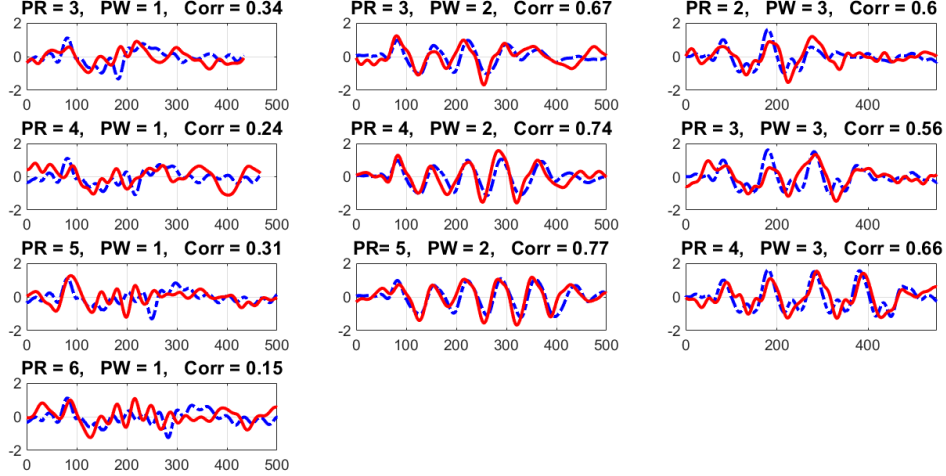 PR = 3, PW = 1, Corr = 0.34
2
0
-2
0 100 200 300 400 500
PR = 3, PW = 2, Corr = 0.67
2
0
-2
0 100 200 300 400 500
PR = 2, PW = 3, Corr = 0.6
2
0
-2
0 200 400
PR = 4, PW = 1, Corr = 0.24
2
0
-2
0 100 200 300 400 500
PR = 4, PW = 2, Corr = 0.74
2
0
-2
0 100 200 300 400 500
PR = 3, PW = 3, Corr = 0.56
2
0
-2
0 200 400
PR = 5, PW = 1, Corr = 0.31
2
0
-2
0 100 200 300 400 500
PR= 5, PW = 2, Corr = 0.77
2
0
-2
0 100 200 300 400 500
PR = 4, PW = 3, Corr = 0.66
2
0
-2
0 200 400
PR = 6, PW = 1, Corr = 0.15
2
0
-2
0 100 200 300 400 500